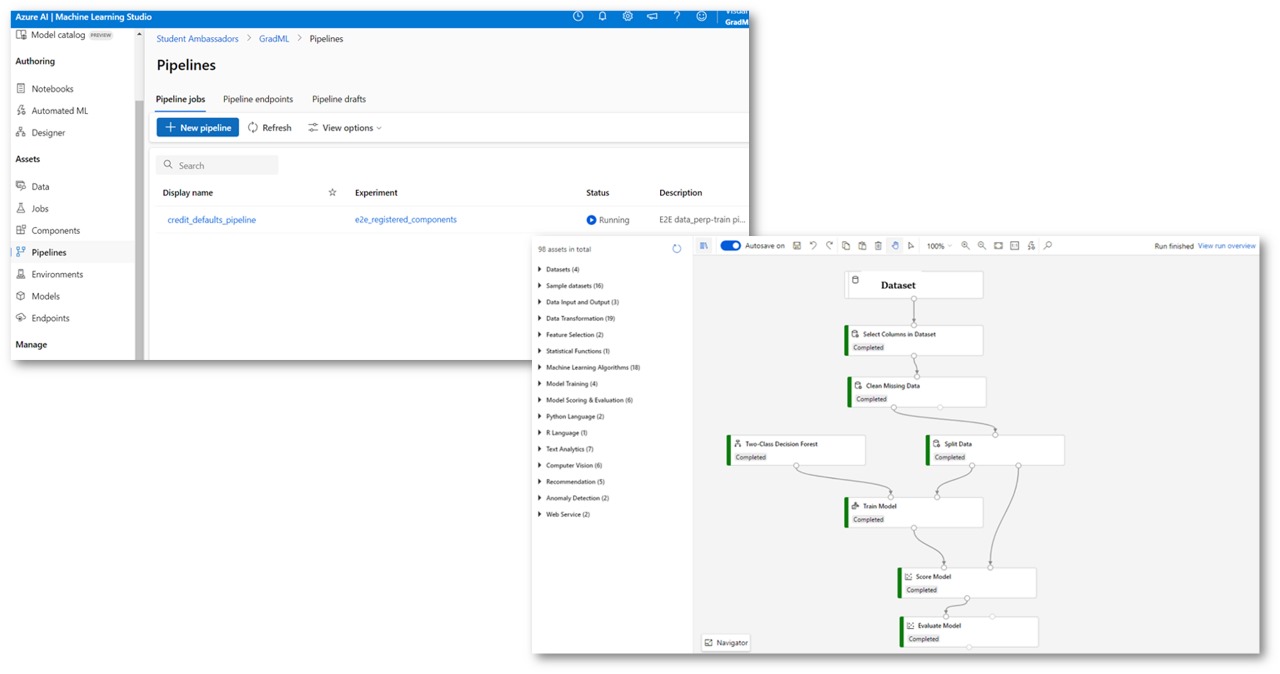 Azure AI | Machine Learning Studio
GradM
Model catalog PREVIEW
Student Ambassadors > GradML > Pipelines
Authoring
Pipelines
Notebooks
Automated ML
Designer
Pipeline jobs Pipeline endpoints Pipeline drafts
New pipeline Refresh View options
Assets
Search
Data
Jobs
Components
Pipelines
Environments
Models
Endpoints
Manage
Display name Experiment Status Description
credit_defaults_pipeline e2e_registered_components Running E2E data_perp-train pi...
98 assets in total
Datasets (4)
Sample datasets (16)
Data Input and Output (3)
Data Transformation (19)
Feature Selection (2)
Statistical Functions (1)
Machine Learning Algorithms (18)
Model Training (4)
Model Scoring & Evaluation (6)
Python Language (2)
R Language (1)
Text Analytics (7)
Computer Vision (6)
Recommendation (5)
Anomaly Detection (2)
Web Service (2)
Autosave on 100% Run finished View run overview
Dataset
Select Columns in Dataset
Completed
Clean Missing Data
Completed
Two-Class Decision Forest
Completed
Split Data
Completed
Train Model
Completed
Score Model
Completed
Evaluate Model
Completed
Navigator